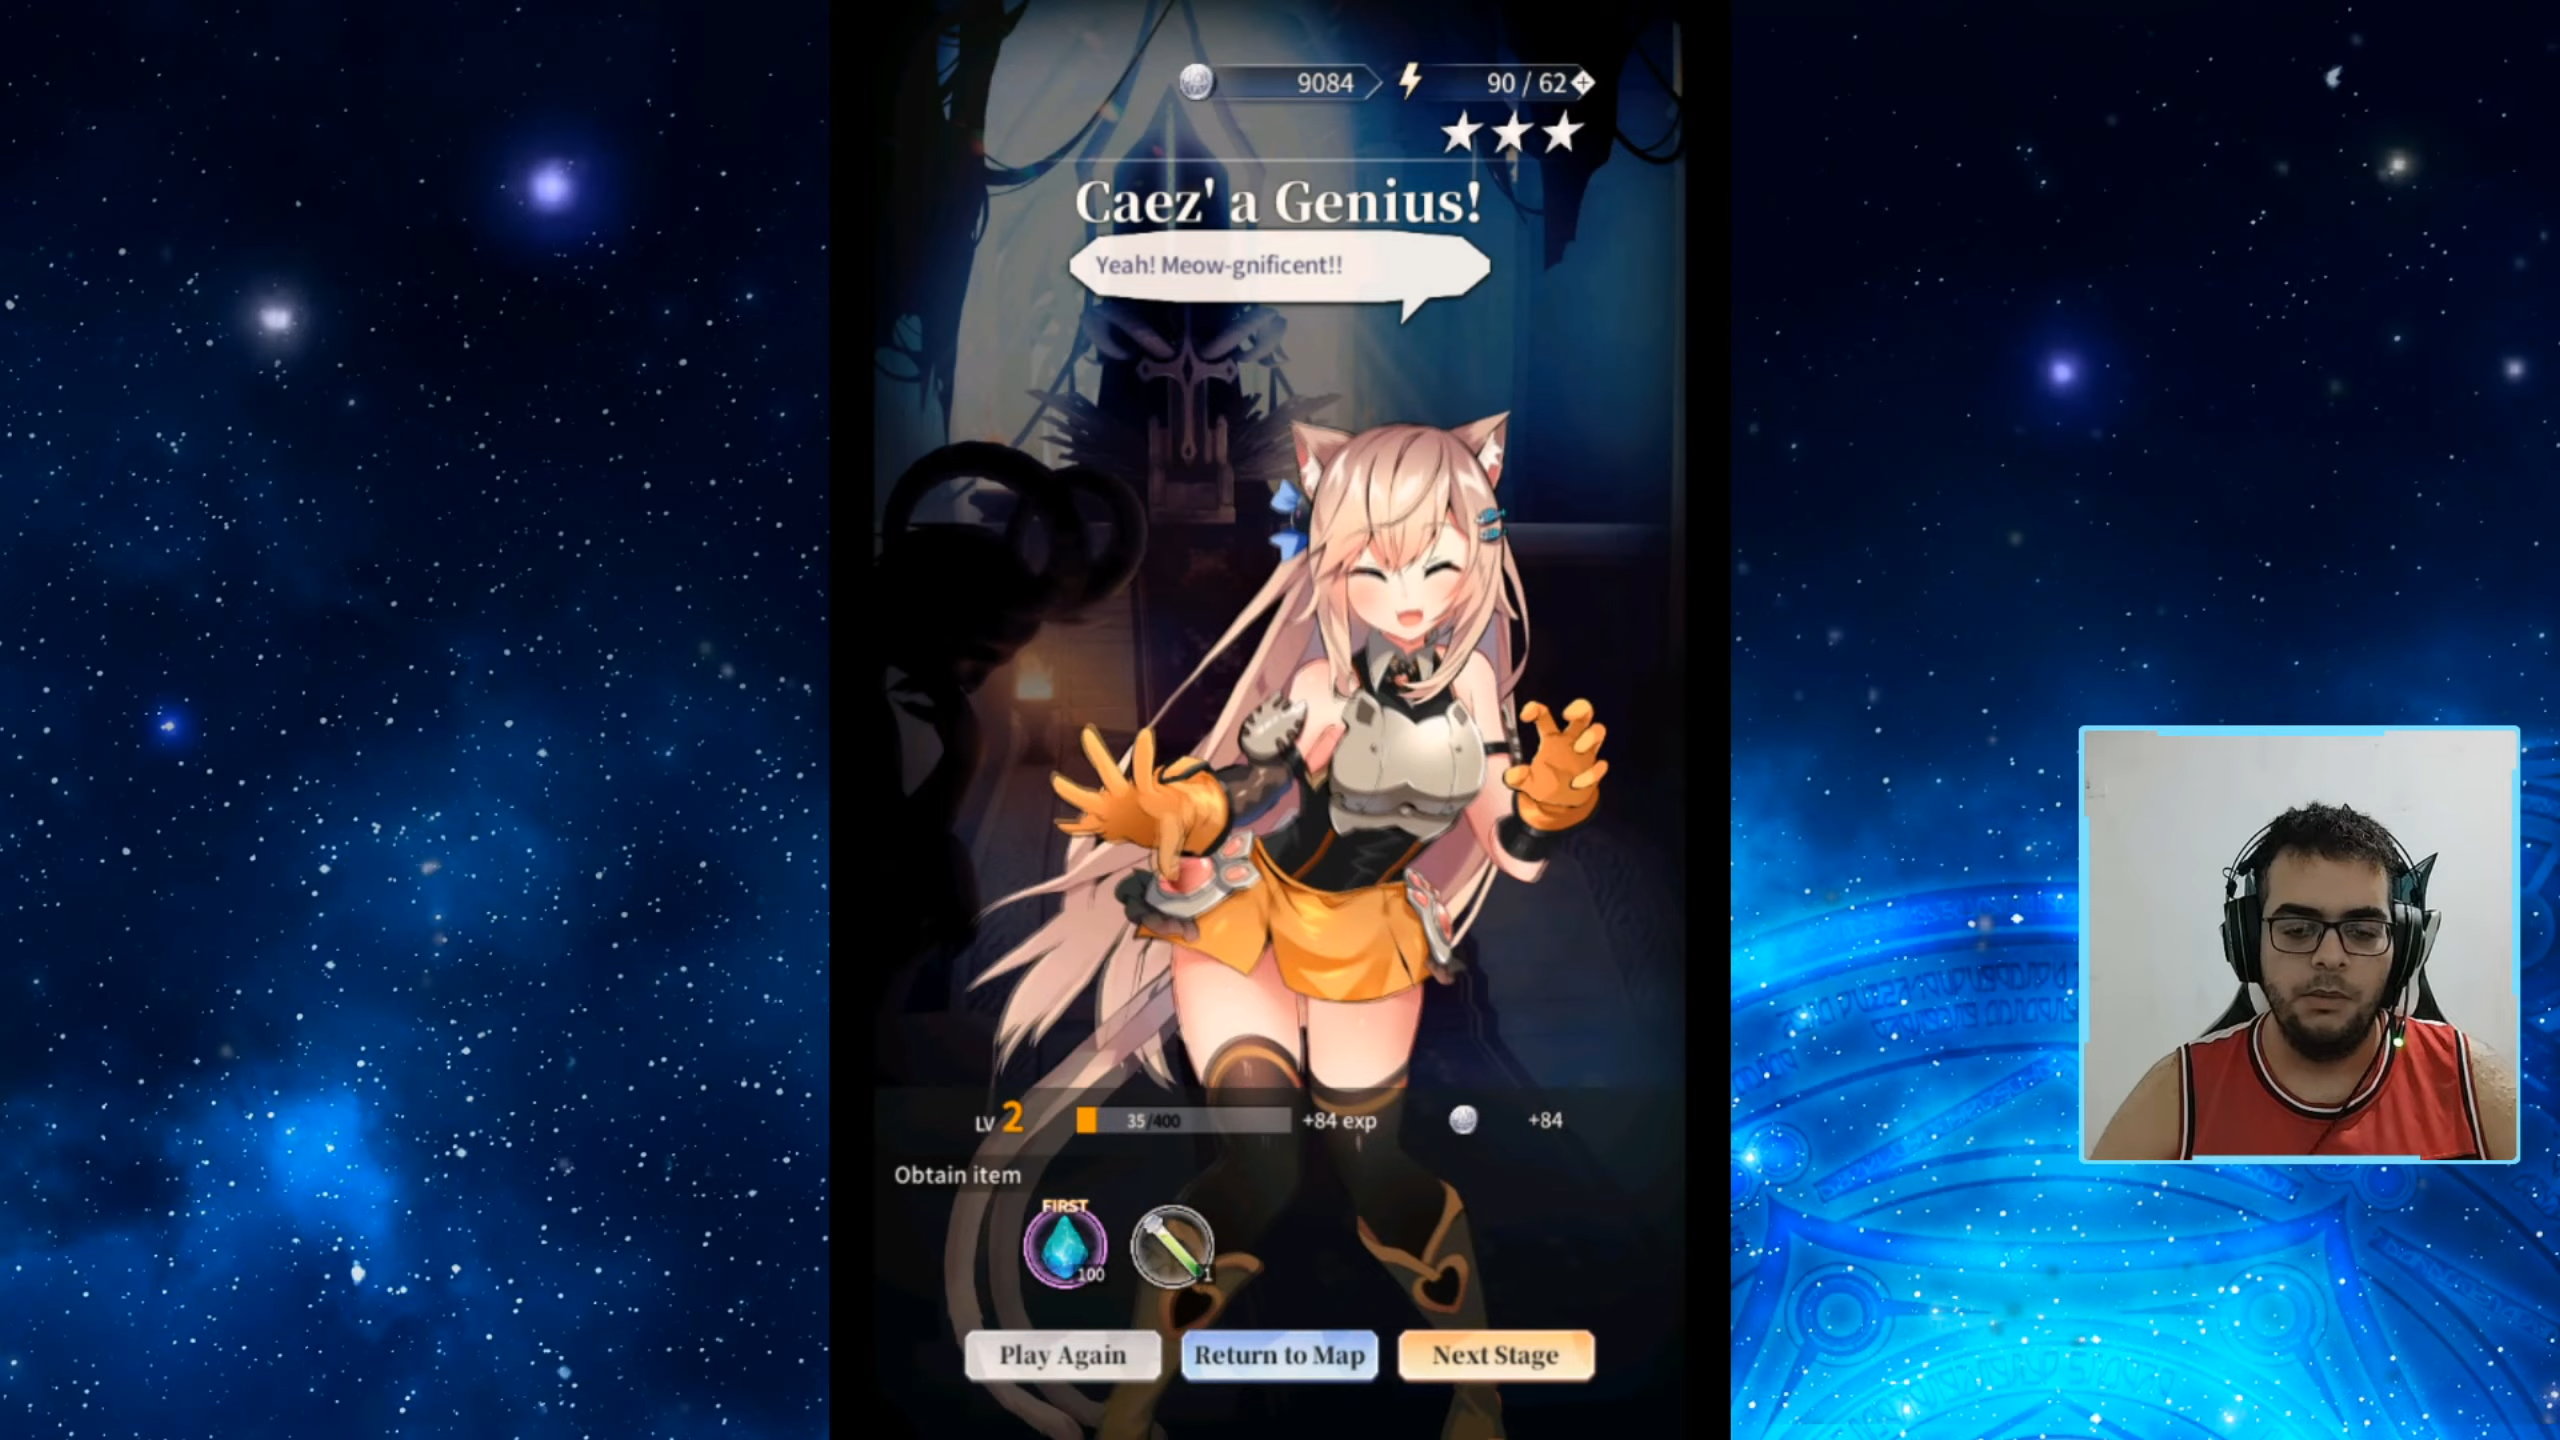 9084
90 / 62
Caez' a Genius!
Yeah! Meow-gnificent!!
LV 2
35/400
+84 exp
+84
Obtain item
FIRST
100
1
Play Again
Return to Map
Next Stage